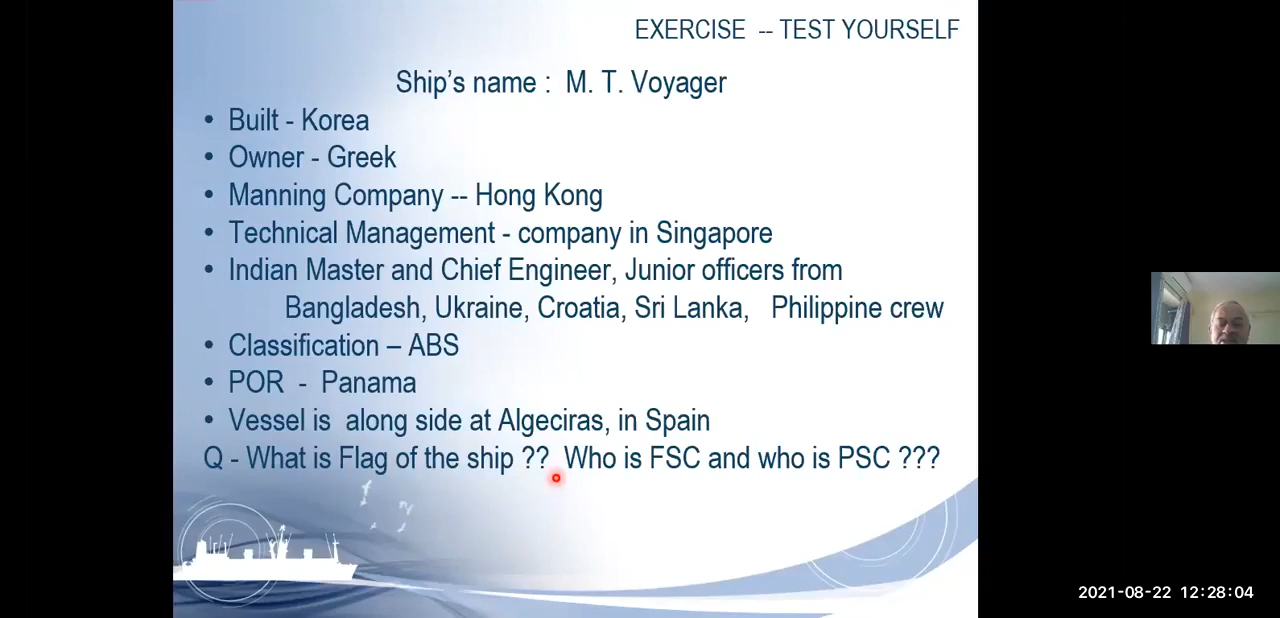 EXERCISE -- TEST YOURSELF
Ship's name : M. T. Voyager
• Built - Korea
• Owner - Greek
• Manning Company -- Hong Kong
• Technical Management - company in Singapore
• Indian Master and Chief Engineer, Junior officers from
Bangladesh, Ukraine, Croatia, Sri Lanka, Philippine crew
• Classification – ABS
• POR - Panama
• Vessel is along side at Algeciras, in Spain
Q - What is Flag of the ship ?? Who is FSC and who is PSC ???
2021-08-22 12:28:04